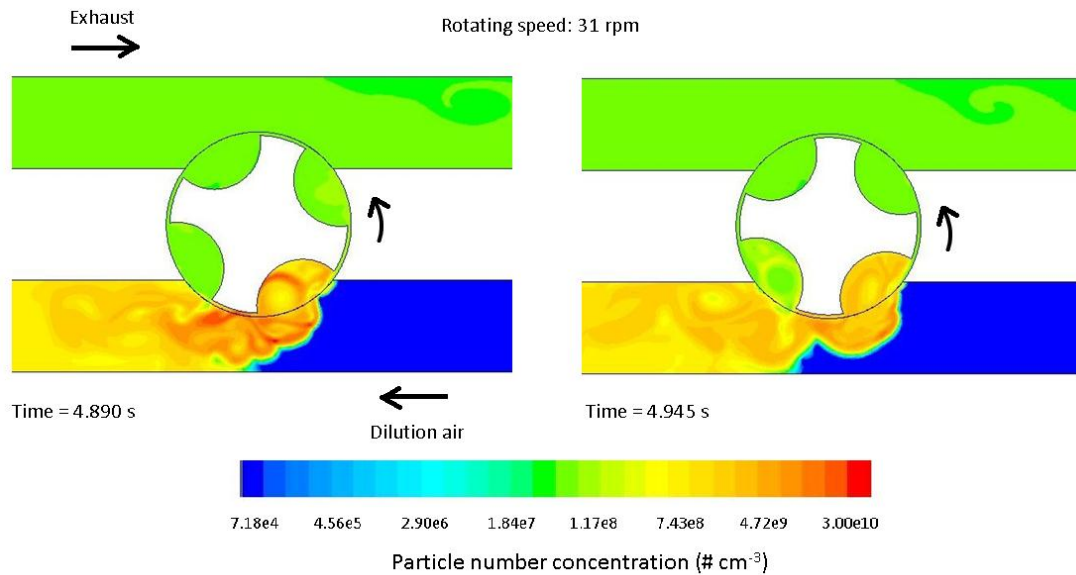 Exhaust
Rotating speed: 31 rpm
Time = 4.890 s
Time = 4.945 s
Dilution air
7.18e4 4.56e5 2.90e6 1.84e7 1.17e8 7.43e8 4.72e9 3.00e10
Particle number concentration (# cm⁻³)